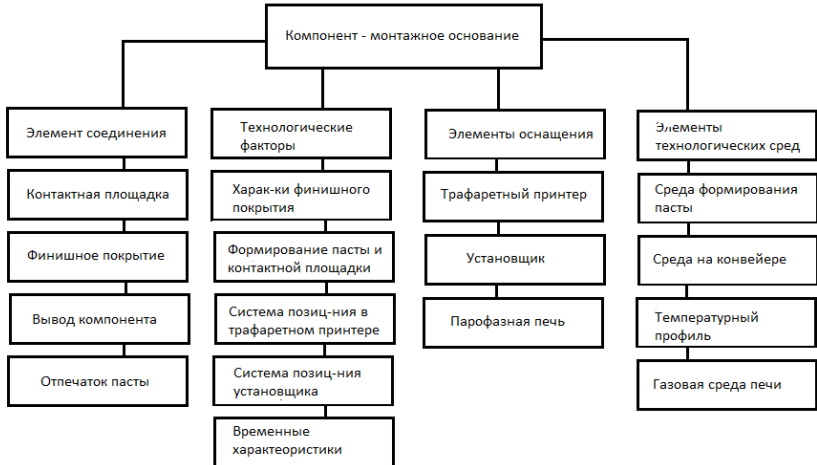 Компонент - монтажное основание
Элемент соединения
Контактная площадка
Финишное покрытие
Вывод компонента
Отпечаток пасты
Технологические
факторы
Харак-ки финишного
покрытия
Формирование пасты и
контактной площадки
Система позиц-ния в
трафаретном принтере
Система позиц-ния
установщика
Временные
характеористики
Элементы оснащения
Трафаретный принтер
Установщик
Парофазная печь
Элементы
технологических сред
Среда формирования
пасты
Среда на конвейере
Температурный
профиль
Газовая среда печи